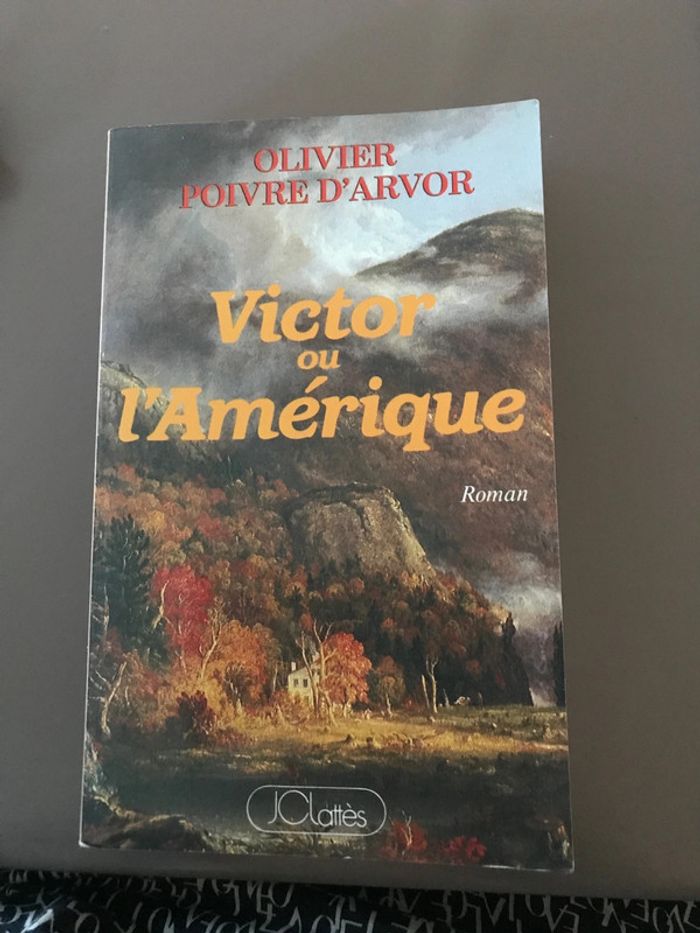 OLIVIER
POIVRE D'ARVOR
Victor
ou
l'Amérique
Roman
JCLattès